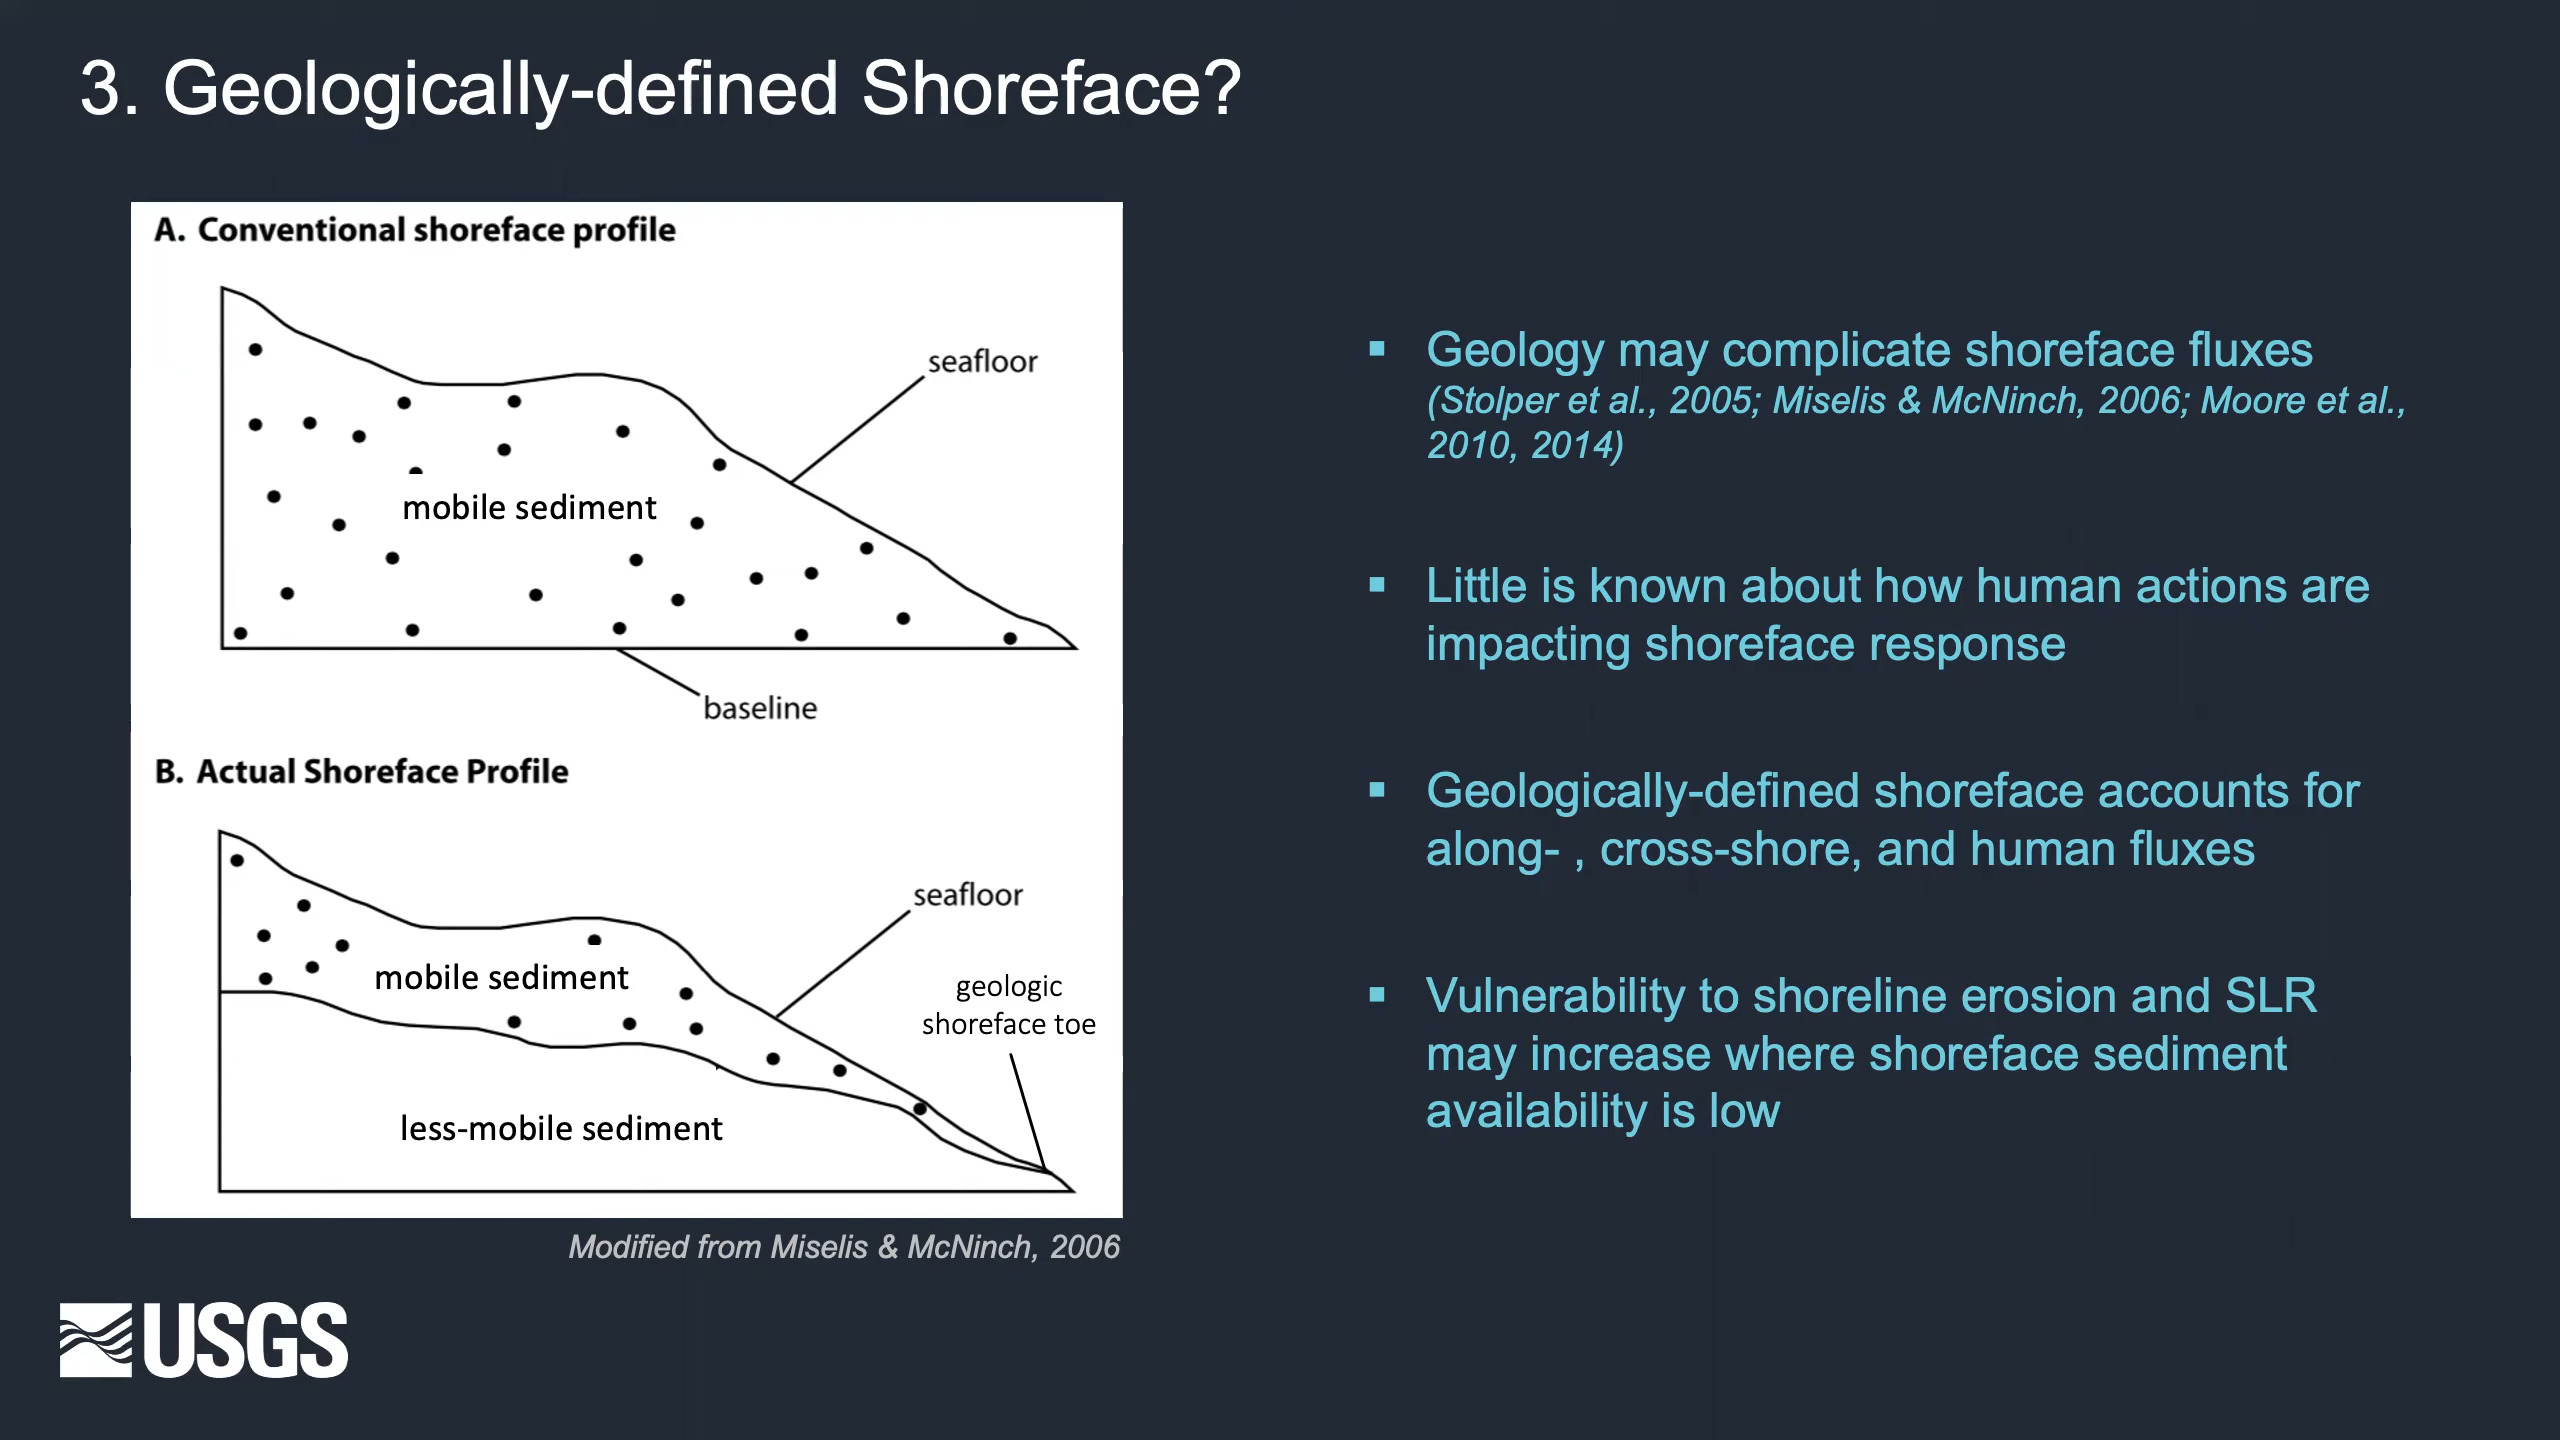 3. Geologically-defined Shoreface?
A. Conventional shoreface profile
seafloor
mobile sediment
baseline
B. Actual Shoreface Profile
seafloor
mobile sediment
geologic
shoreface toe
less-mobile sediment
Modified from Miselis & McNinch, 2006
▪ Geology may complicate shoreface fluxes
(Stolper et al., 2005; Miselis & McNinch, 2006; Moore et al.,
2010, 2014)
▪ Little is known about how human actions are
impacting shoreface response
▪ Geologically-defined shoreface accounts for
along- , cross-shore, and human fluxes
▪ Vulnerability to shoreline erosion and SLR
may increase where shoreface sediment
availability is low
USGS